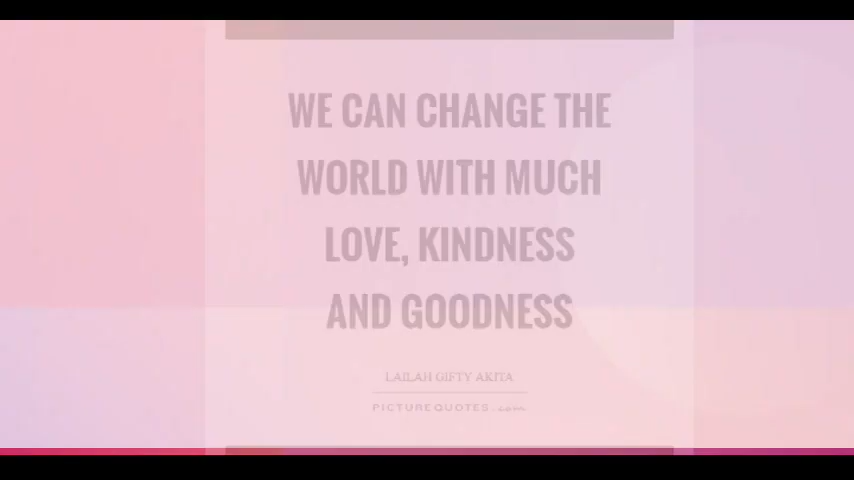 WE CAN CHANGE THE
WORLD WITH MUCH
LOVE, KINDNESS
AND GOODNESS
LAILAH GIFTY AKITA
PICTUREQUOTES.com